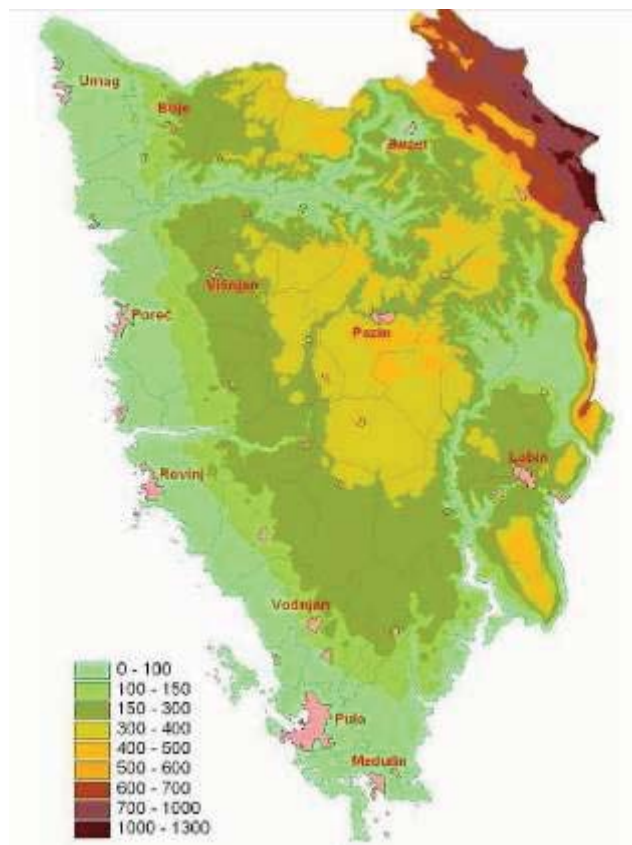 Umag
Buje
Buzet
Višnjan
Poreč
Pazin
Rovinj
Labin
Vodnjan
Pula
Medulin
0 - 100
100 - 150
150 - 300
300 - 400
400 - 500
500 - 600
600 - 700
700 - 1000
1000 - 1300